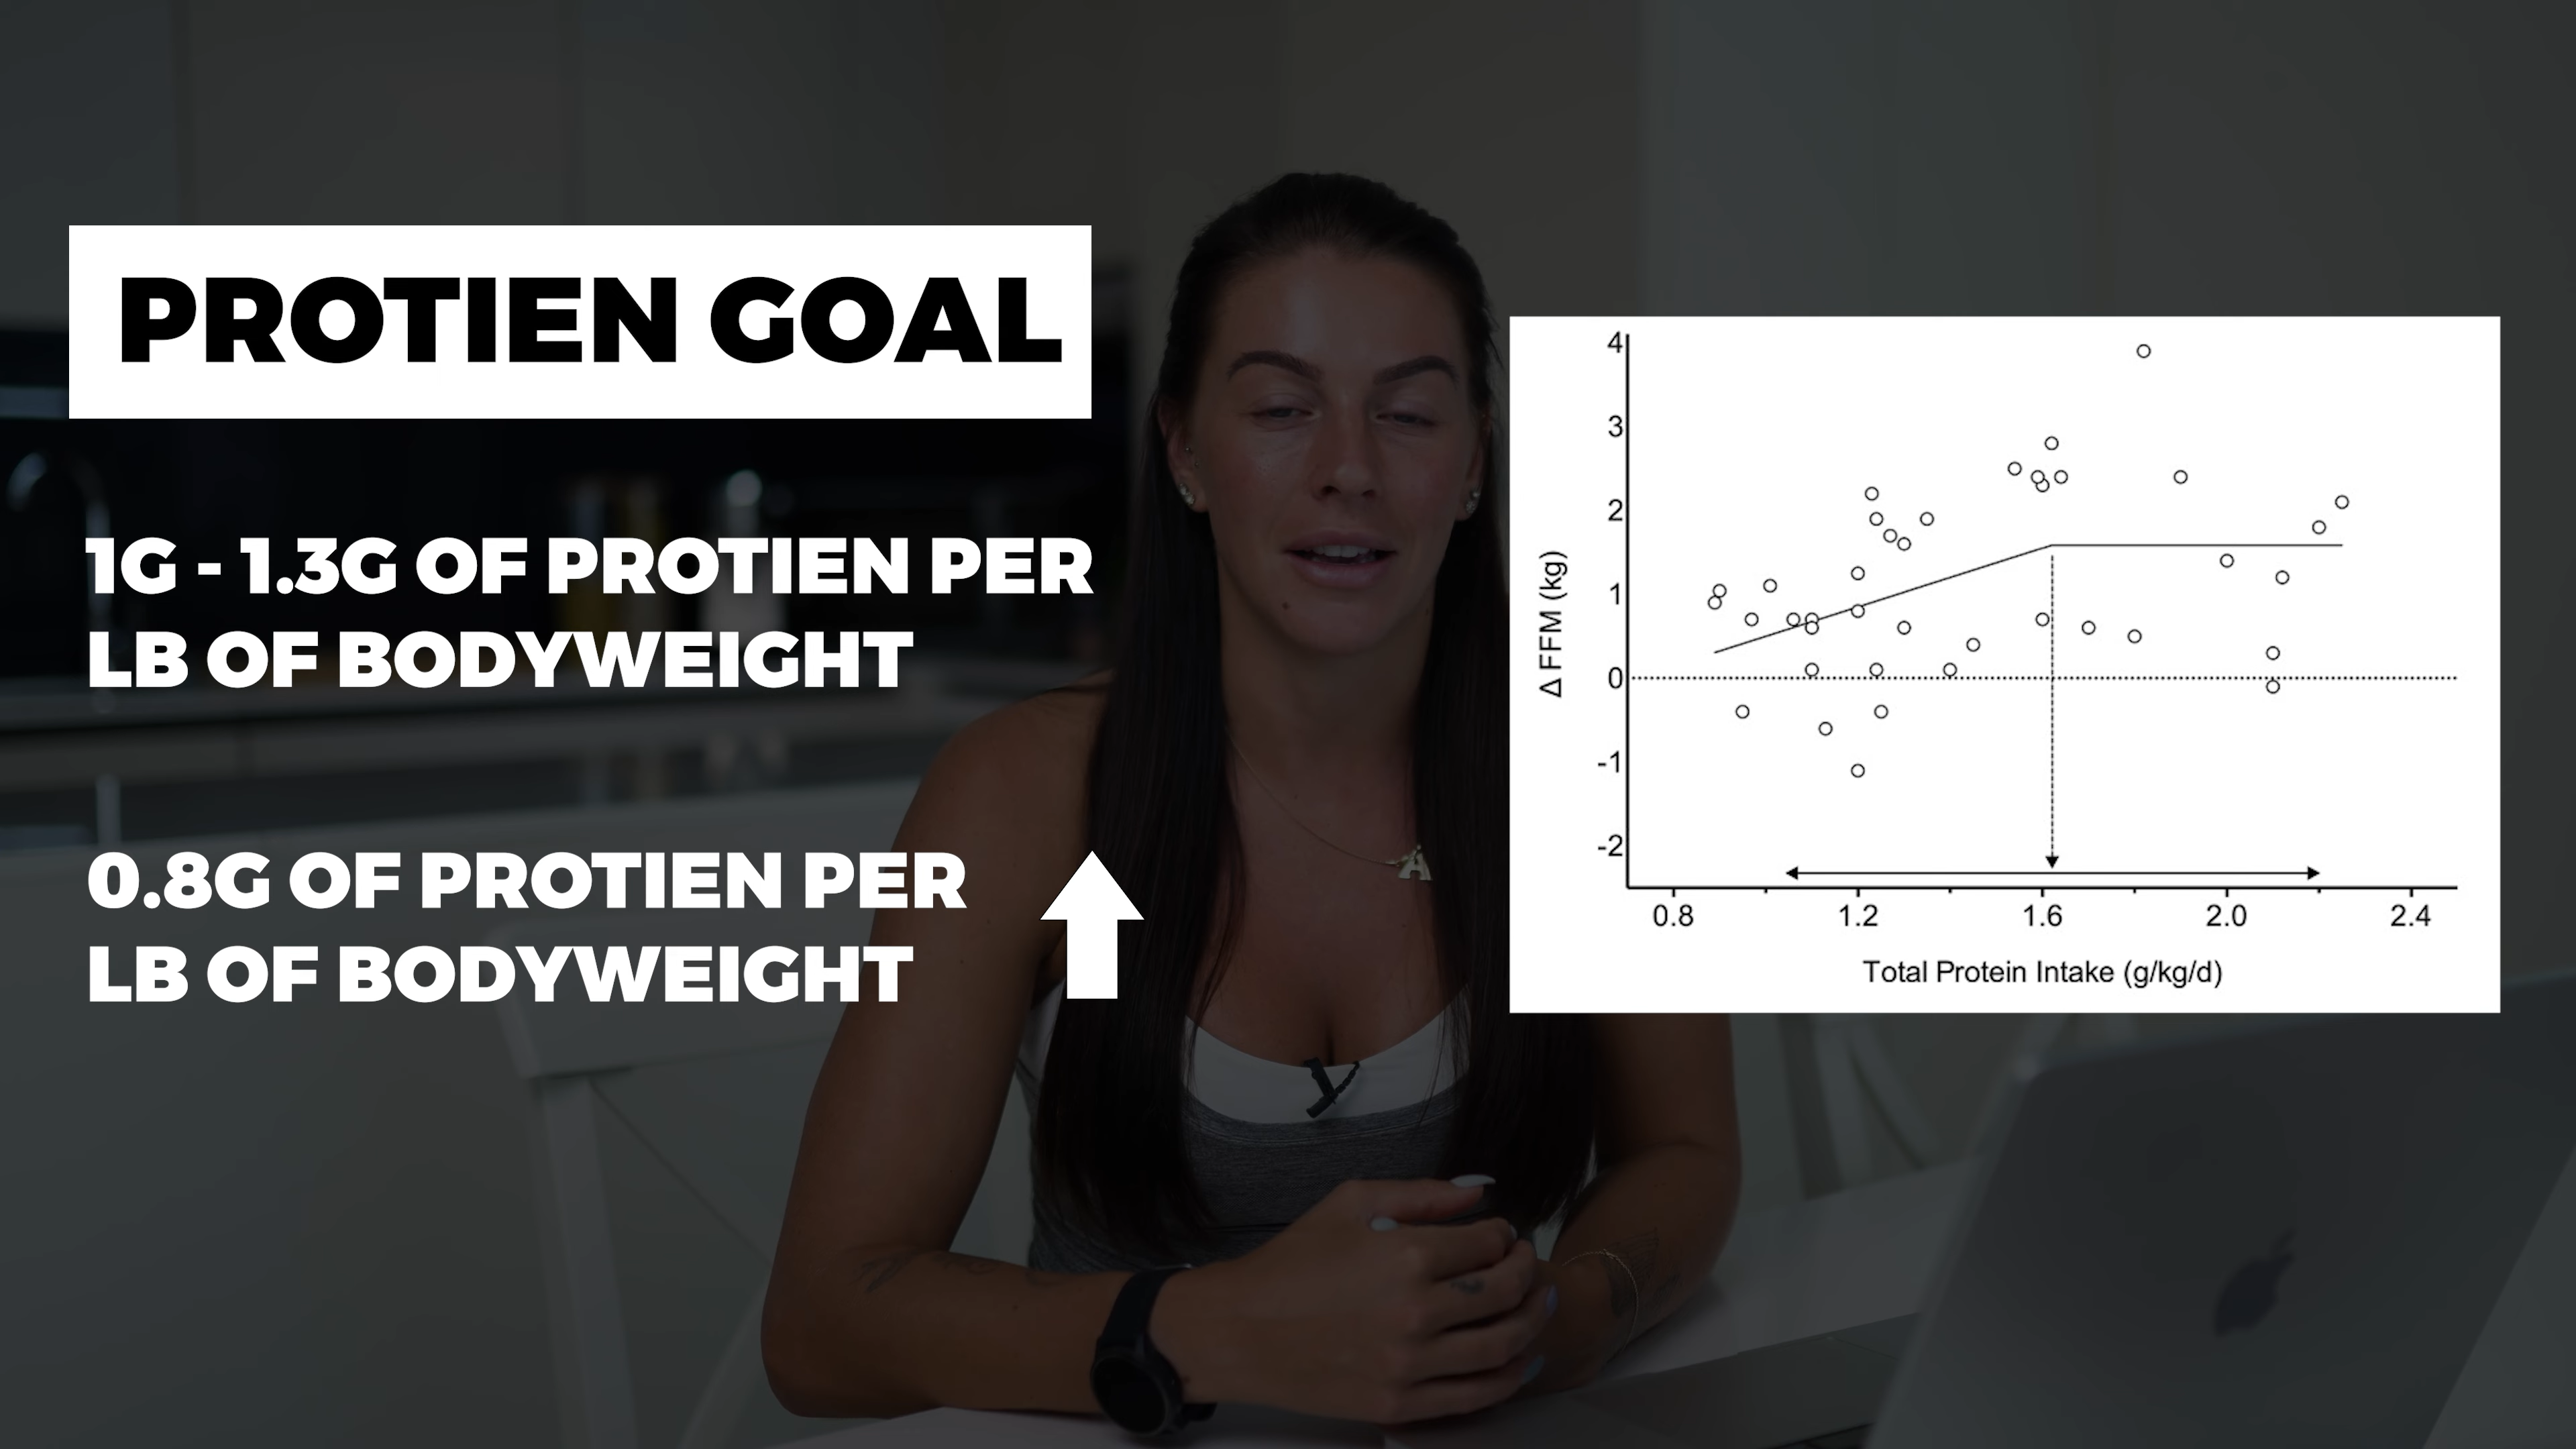 PROTIEN GOAL
1G - 1.3G OF PROTIEN PER
LB OF BODYWEIGHT
0.8G OF PROTIEN PER
LB OF BODYWEIGHT
4
3
2
1
0
-1
-2
Δ FFM (kg)
0.8 1.2 1.6 2.0 2.4
Total Protein Intake (g/kg/d)
A